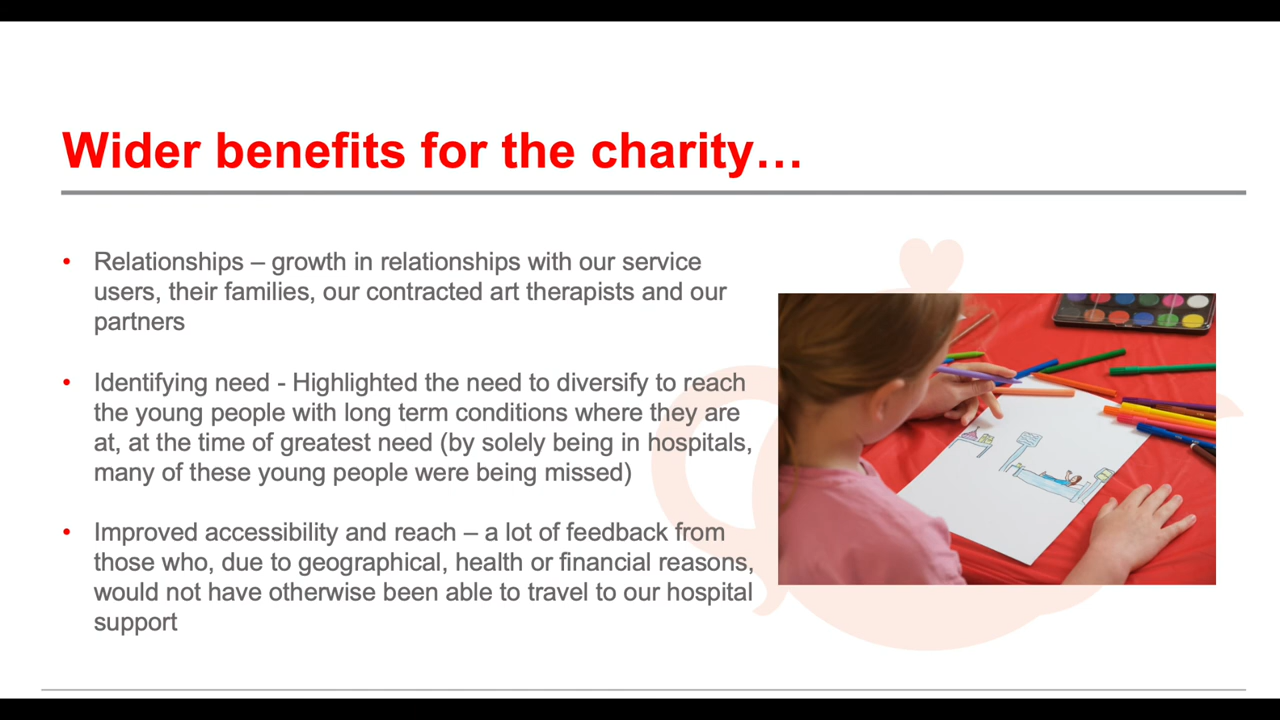 Wider benefits for the charity…
• Relationships – growth in relationships with our service
users, their families, our contracted art therapists and our
partners
• Identifying need - Highlighted the need to diversify to reach
the young people with long term conditions where they are
at, at the time of greatest need (by solely being in hospitals,
many of these young people were being missed)
• Improved accessibility and reach – a lot of feedback from
those who, due to geographical, health or financial reasons,
would not have otherwise been able to travel to our hospital
support